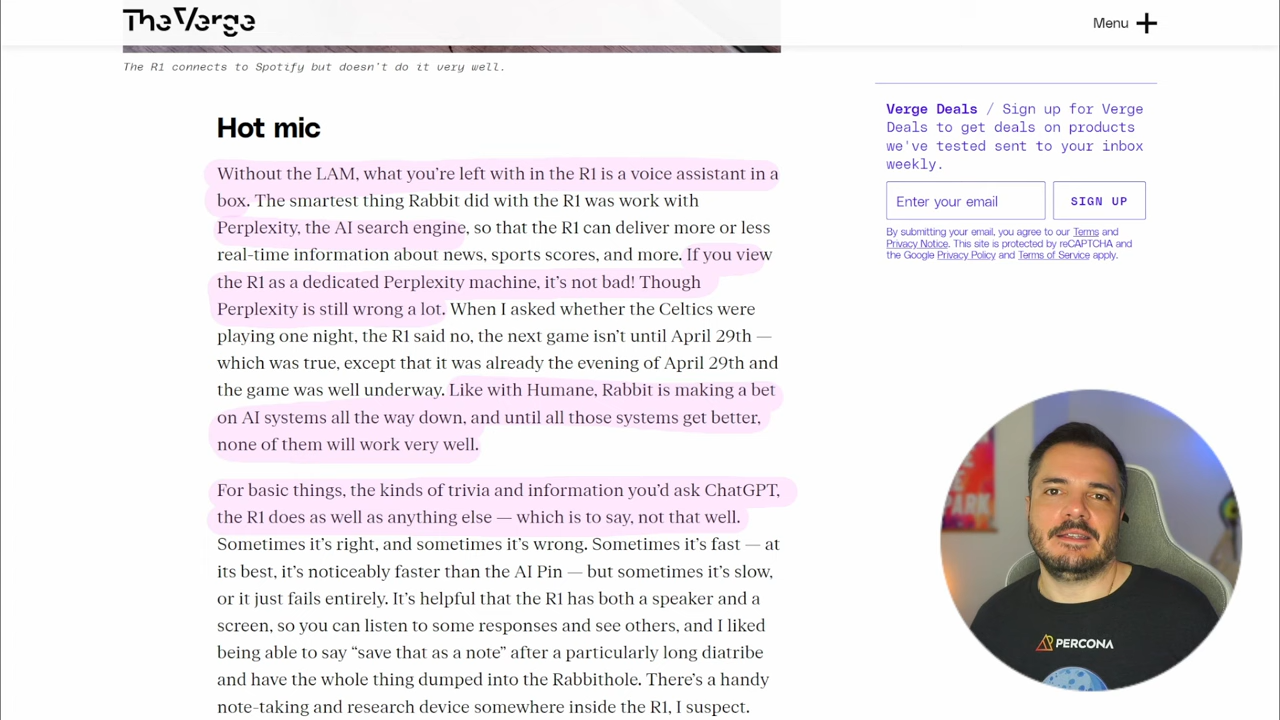 The Verge
Menu
The R1 connects to Spotify but doesn't do it very well.
Hot mic
Without the LAM, what you're left with in the R1 is a voice assistant in a
box. The smartest thing Rabbit did with the R1 was work with
Perplexity, the AI search engine, so that the R1 can deliver more or less
real-time information about news, sports scores, and more. If you view
the R1 as a dedicated Perplexity machine, it's not bad! Though
Perplexity is still wrong a lot. When I asked whether the Celtics were
playing one night, the R1 said no, the next game isn't until April 29th —
which was true, except that it was already the evening of April 29th and
the game was well underway. Like with Humane, Rabbit is making a bet
on AI systems all the way down, and until all those systems get better,
none of them will work very well.
For basic things, the kinds of trivia and information you'd ask ChatGPT,
the R1 does as well as anything else — which is to say, not that well.
Sometimes it's right, and sometimes it's wrong. Sometimes it's fast — at
its best, it's noticeably faster than the AI Pin — but sometimes it's slow,
or it just fails entirely. It's helpful that the R1 has both a speaker and a
screen, so you can listen to some responses and see others, and I liked
being able to say “save that as a note” after a particularly long diatribe
and have the whole thing dumped into the Rabbithole. There's a handy
note-taking and research device somewhere inside the R1, I suspect.
Verge Deals / Sign up for Verge
Deals to get deals on products
we've tested sent to your inbox
weekly.
Enter your email
SIGN UP
By submitting your email, you agree to our Terms and
Privacy Notice. This site is protected by reCAPTCHA and
the Google Privacy Policy and Terms of Service apply.
PERCONA